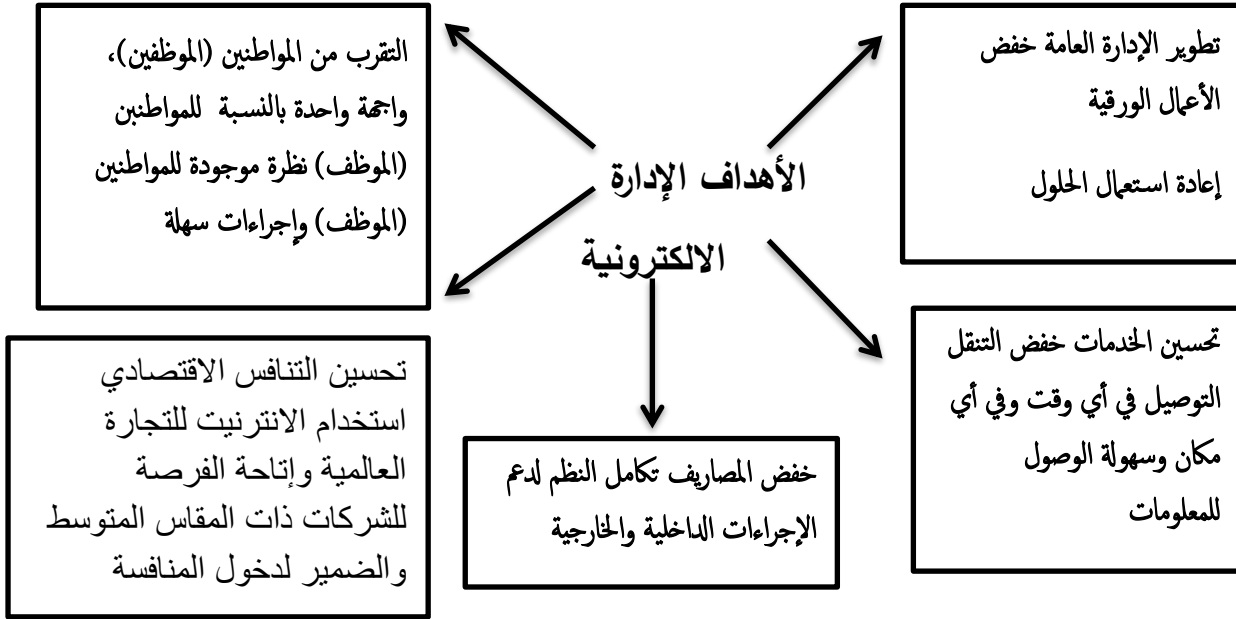 تطوير الإدارة العامة خفض
الأعمال الورقية
إعادة استعمال الحلول
التقرب من المواطنين (الموظفين)،
واجهة واحدة بالنسبة للمواطنبن
(الموظف) نظرة موجودة للمواطنين
(الموظف) وإجراءات سهلة
الأهداف الإدارة
الالكترونية
تحسين الخدمات خفض التنقل
التوصيل في أي وقت وفي أي
مكان وسهولة الوصول
للمعلومات
خفض المصاريف تكامل النظم لدعم
الإجراءات الداخلية والخارجية
تحسين التنافس الاقتصادي
استخدام الانترنيت للتجارة
العالمية وإتاحة الفرصة
للشركات ذات المقاس المتوسط
والضمير لدخول المنافسة